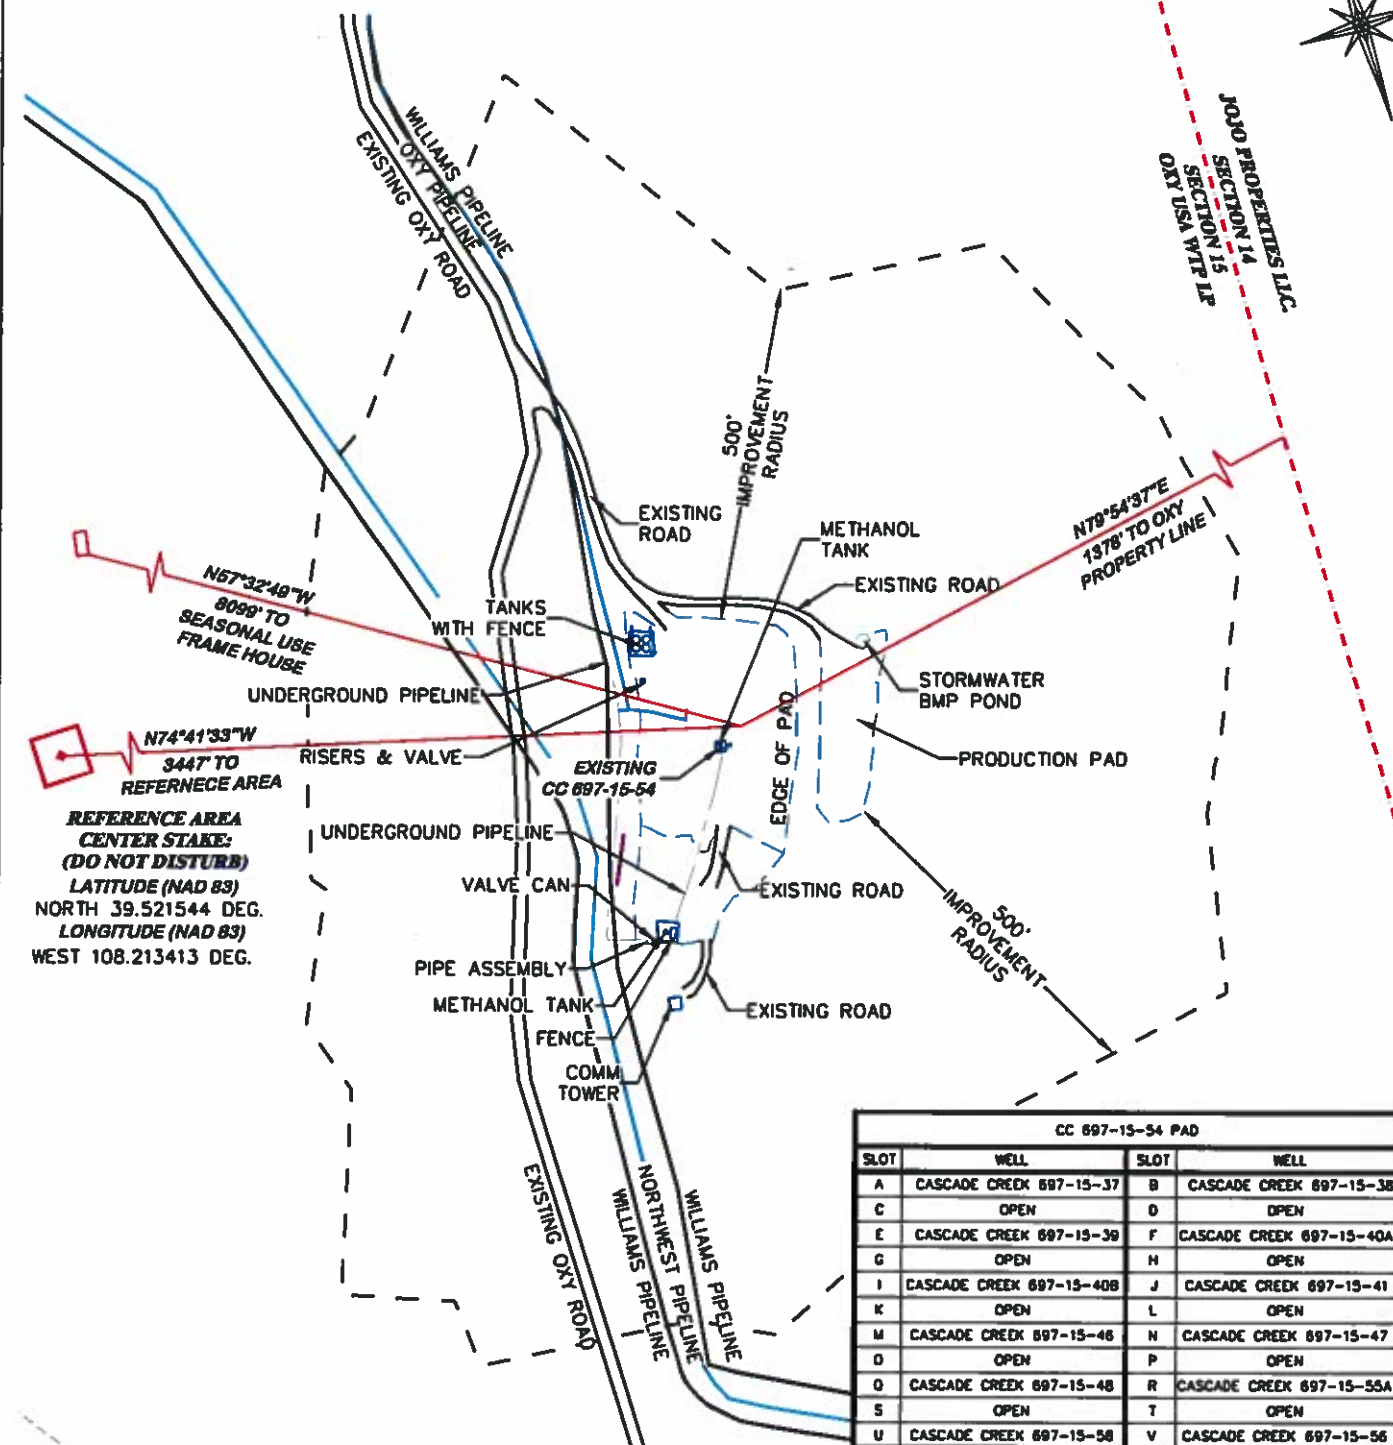 WILLIAMS PIPELINE
OXY PIPELINE
EXISTING OXY ROAD
JOJO PROPERTIES LLC.
SECTION 14
SECTION 15
OXY USA WTP LP
500'
IMPROVEMENT
RADIUS
EXISTING
ROAD
METHANOL
TANK
N79°54'37"E
1378' TO OXY
PROPERTY LINE
EXISTING ROAD
N57°32'49"W
8099' TO
SEASONAL USE
FRAME HOUSE
TANKS
WITH FENCE
UNDERGROUND PIPELINE
STORMWATER
BMP POND
EDGE OF PAD
N74°41'33"W
3447' TO
REFERNECE AREA
RISERS & VALVE
EXISTING
CC 697-15-54
PRODUCTION PAD
REFERENCE AREA
CENTER STAKE:
(DO NOT DISTURB)
LATITUDE (NAD 83)
NORTH 39.521544 DEG.
LONGITUDE (NAD 83)
WEST 108.213413 DEG.
UNDERGROUND PIPELINE
VALVE CAN
EXISTING ROAD
500'
IMPROVEMENT
RADIUS
PIPE ASSEMBLY
METHANOL TANK
EXISTING ROAD
FENCE
COMM
TOWER
EXISTING OXY ROAD
WILLIAMS PIPELINE
NORTHWEST PIPELINE
WILLIAMS PIPELINE
CC 697-15-54 PAD
SLOT WELL SLOT WELL
A CASCADE CREEK 697-15-37 B CASCADE CREEK 697-15-38
C OPEN D OPEN
E CASCADE CREEK 697-15-39 F CASCADE CREEK 697-15-40A
G OPEN H OPEN
I CASCADE CREEK 697-15-40B J CASCADE CREEK 697-15-41
K OPEN L OPEN
M CASCADE CREEK 697-15-46 N CASCADE CREEK 697-15-47
O OPEN P OPEN
Q CASCADE CREEK 697-15-48 R CASCADE CREEK 697-15-55A
S OPEN T OPEN
U CASCADE CREEK 697-15-58 V CASCADE CREEK 697-15-56